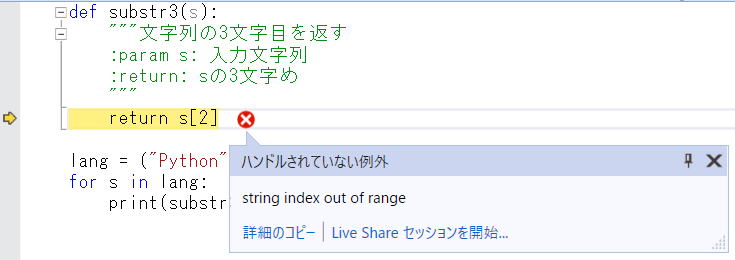 def substr3(s):
"""文字列の3文字目を返す
:param s: 入力文字列
:return: sの3文字め
"""
return s[2]
lang = ("Python"
for s in lang:
print(substr
ハンドルされていない例外
string index out of range
詳細のコピー | Live Share セッションを開始...